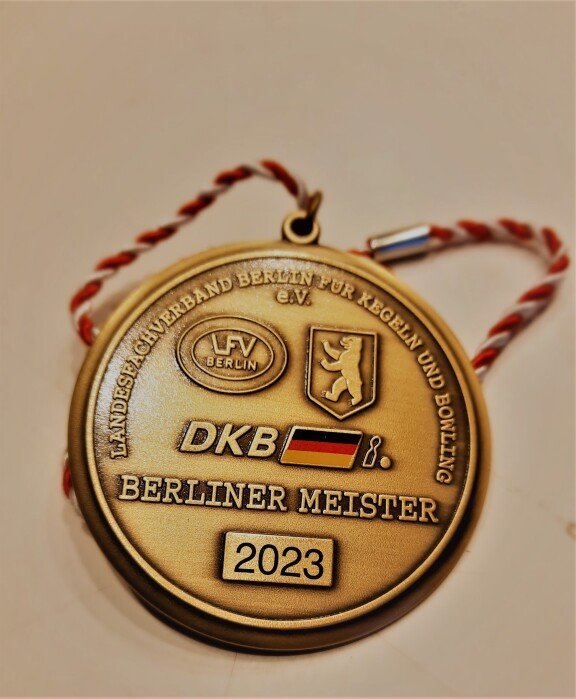 LANDESFACHVERBAND BERLIN FÜR KEGELN UND BOWLING
e.V.
LFV
BERLIN
DKB
BERLINER MEISTER
2023